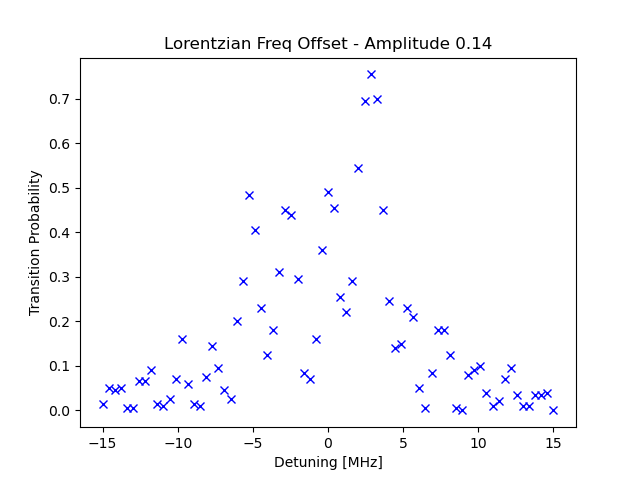 Lorentzian Freq Offset - Amplitude 0.14
Transition Probability
0.7
0.6
0.5
0.4
0.3
0.2
0.1
0.0
−15 −10 −5 0 5 10 15
Detuning [MHz]